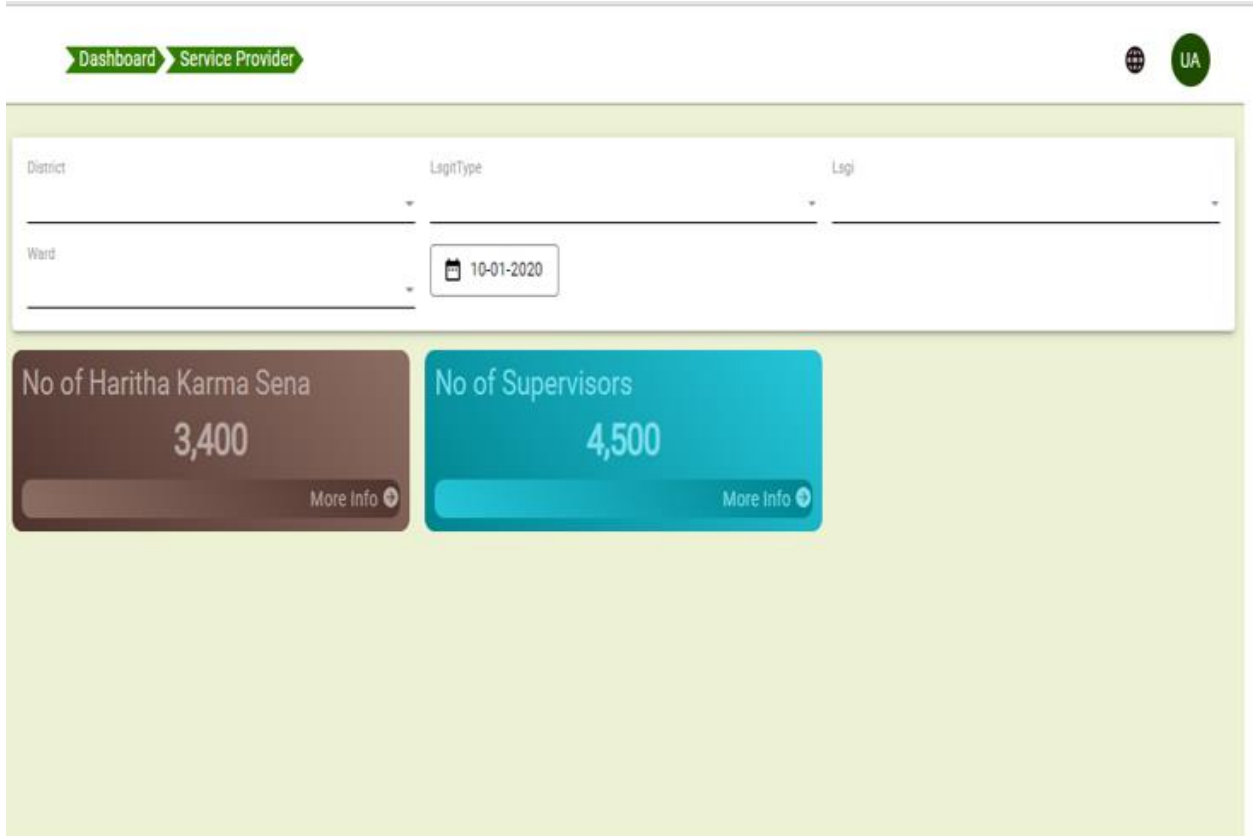 Dashboard Service Provider
UA
District LsgitType Lsgi
Ward
10-01-2020
No of Haritha Karma Sena
3,400
More Info
No of Supervisors
4,500
More Info